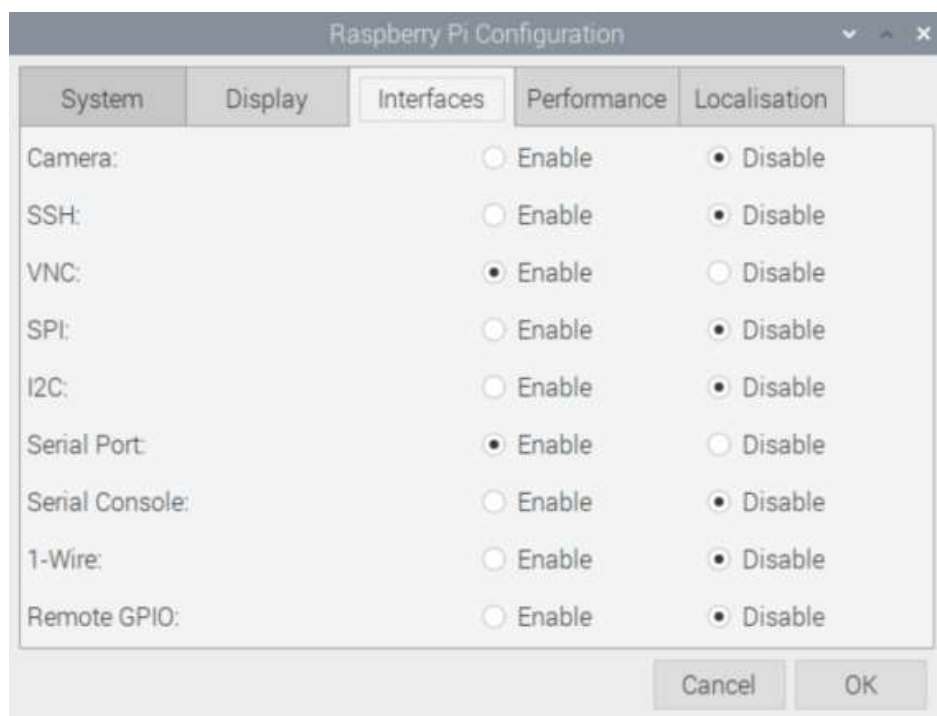 Raspberry Pi Configuration
System Display Interfaces Performance Localisation
Camera: Enable Disable
SSH: Enable Disable
VNC: Enable Disable
SPI: Enable Disable
I2C: Enable Disable
Serial Port: Enable Disable
Serial Console: Enable Disable
1-Wire: Enable Disable
Remote GPIO: Enable Disable
Cancel OK